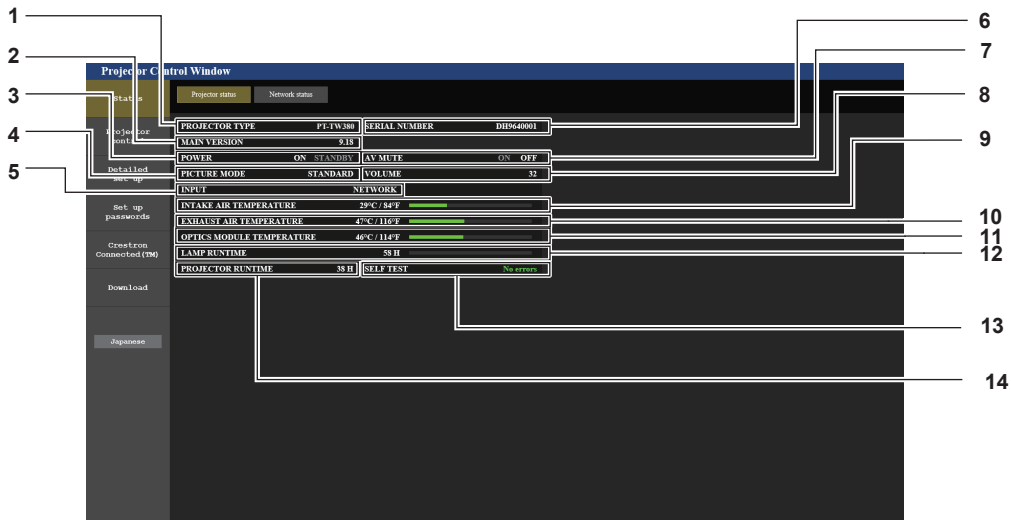 1
2
3
4
5
6
7
8
9
10
11
12
13
14
Projector Control Window
Status
Projector status Network status
Projector control
Detailed set up
Set up passwords
Crestron Connected(TM)
Download
Japanese
PROJECTOR TYPE PT-TW380 SERIAL NUMBER DH9640001
MAIN VERSION 9.18
POWER ON STANDBY AV MUTE ON OFF
PICTURE MODE STANDARD VOLUME 32
INPUT NETWORK
INTAKE AIR TEMPERATURE 29°C / 84°F
EXHAUST AIR TEMPERATURE 47°C / 116°F
OPTICS MODULE TEMPERATURE 46°C / 114°F
LAMP RUNTIME 58 H
PROJECTOR RUNTIME 38 H SELF TEST No errors